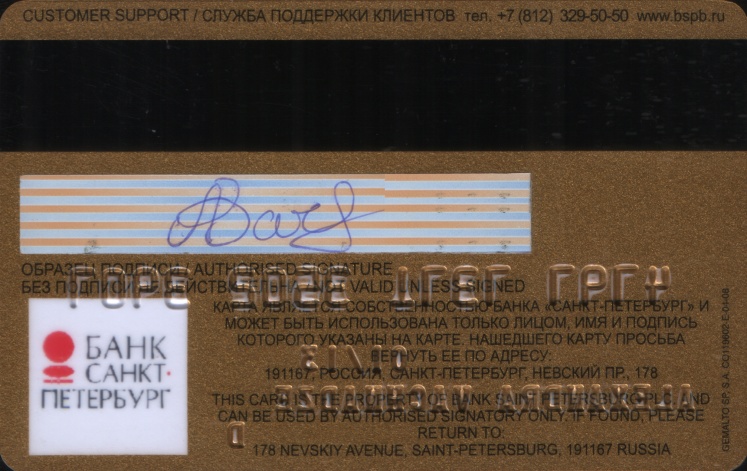 CUSTOMER SUPPORT / СЛУЖБА ПОДДЕРЖКИ КЛИЕНТОВ тел. +7 (812) 329-50-50 www.bspb.ru
ОБРАЗЕЦ ПОДПИСИ / AUTHORISED SIGNATURE
БЕЗ ПОДПИСИ НЕ ДЕЙСТВИТЕЛЬНА / NOT VALID UNLESS SIGNED
КАРТА ЯВЛЯЕТСЯ СОБСТВЕННОСТЬЮ БАНКА «САНКТ-ПЕТЕРБУРГ» И
МОЖЕТ БЫТЬ ИСПОЛЬЗОВАНА ТОЛЬКО ЛИЦОМ, ИМЯ И ПОДПИСЬ
КОТОРОГО УКАЗАНЫ НА КАРТЕ. НАШЕДШЕГО КАРТУ ПРОСЬБА
ВЕРНУТЬ ЕЕ ПО АДРЕСУ:
191167, РОССИЯ, САНКТ-ПЕТЕРБУРГ, НЕВСКИЙ ПР., 178
THIS CARD IS THE PROPERTY OF BANK SAINT PETERSBURG PLC, AND
CAN BE USED BY AUTHORISED SIGNATORY ONLY. IF FOUND, PLEASE
RETURN TO:
178 NEVSKIY AVENUE, SAINT-PETERSBURG, 191167 RUSSIA
БАНК
САНКТ-
ПЕТЕРБУРГ